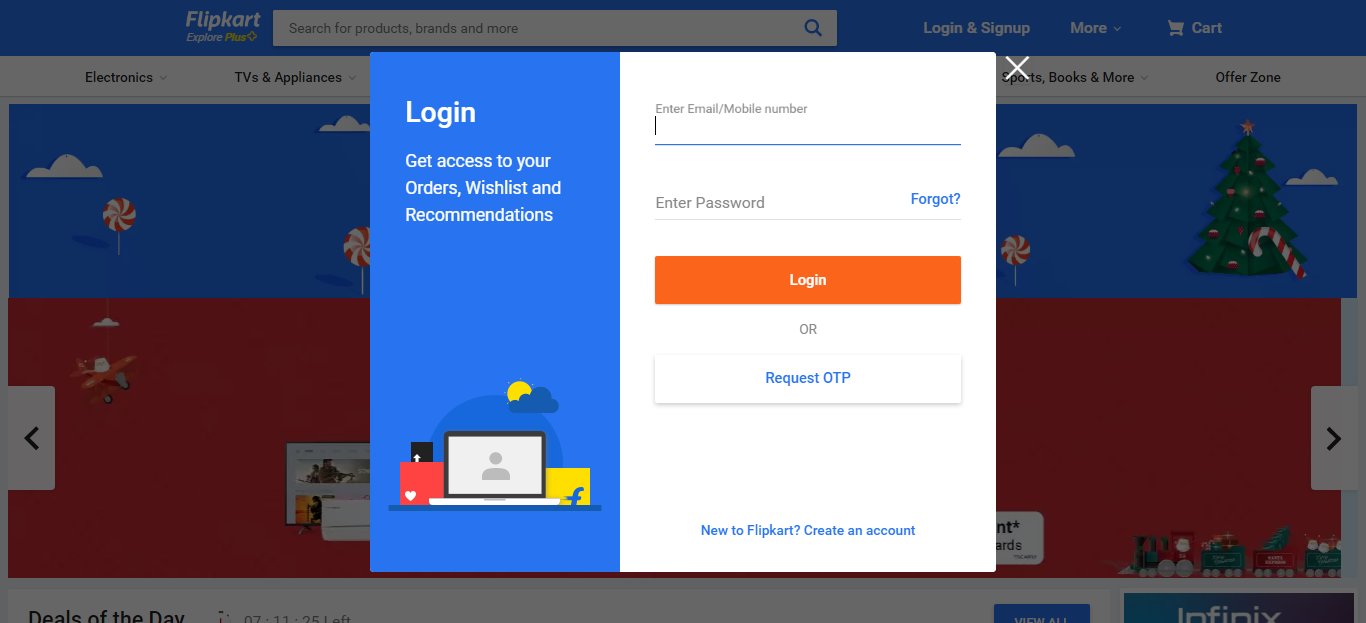 Flipkart
Explore Plus
Search for products, brands and more
Login & Signup
More
Cart
Electronics
TVs & Appliances
Sports, Books & More
Offer Zone
Login
Get access to your
Orders, Wishlist and
Recommendations
Enter Email/Mobile number
Enter Password
Forgot?
Login
OR
Request OTP
New to Flipkart? Create an account
nt*
ards
Deals of the Day
07 : 11 : 25 Left
VIEW ALL
Infinix